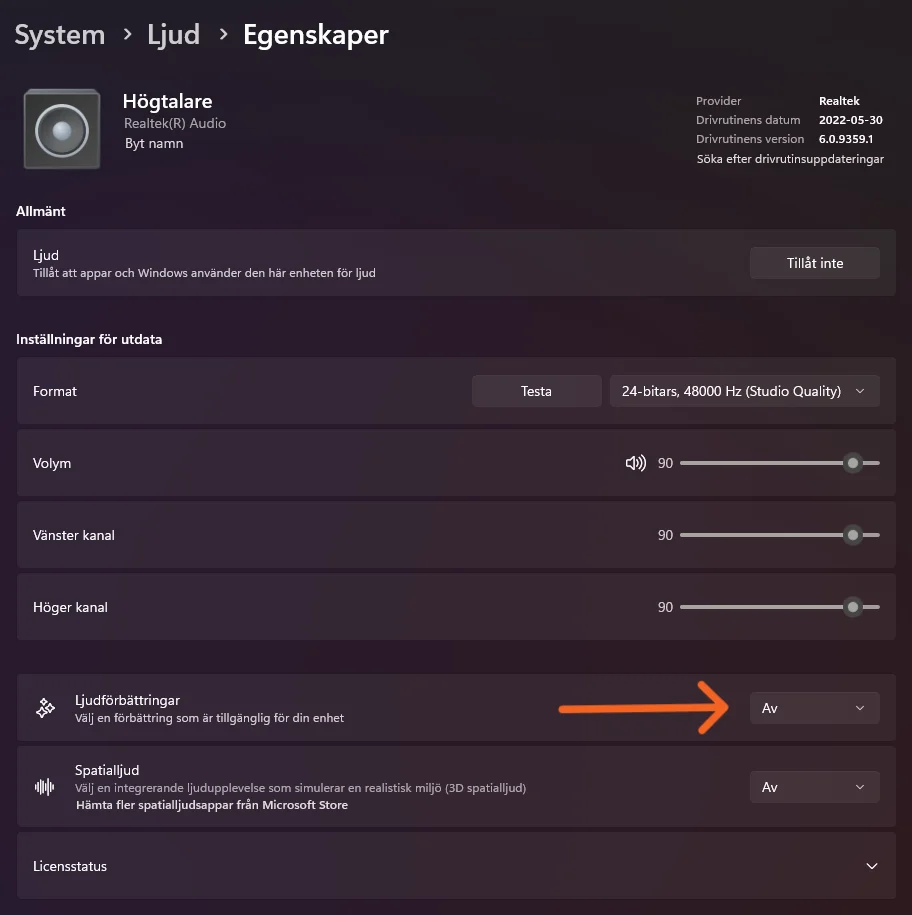 System > Ljud > Egenskaper
Högtalare
Realtek(R) Audio
Byt namn
Provider Realtek
Drivrutinens datum 2022-05-30
Drivrutinens version 6.0.9359.1
Söka efter drivrutinsuppdateringar
Allmänt
Ljud
Tillåt att appar och Windows använder den här enheten för ljud
Tillåt inte
Inställningar för utdata
Format Testa 24-bitars, 48000 Hz (Studio Quality)
Volym 90
Vänster kanal 90
Höger kanal 90
Ljudförbättringar
Välj en förbättring som är tillgänglig för din enhet
Av
Spatialljud
Välj en integrerande ljudupplevelse som simulerar en realistisk miljö (3D spatialljud)
Hämta fler spatialljudsappar från Microsoft Store
Av
Licensstatus